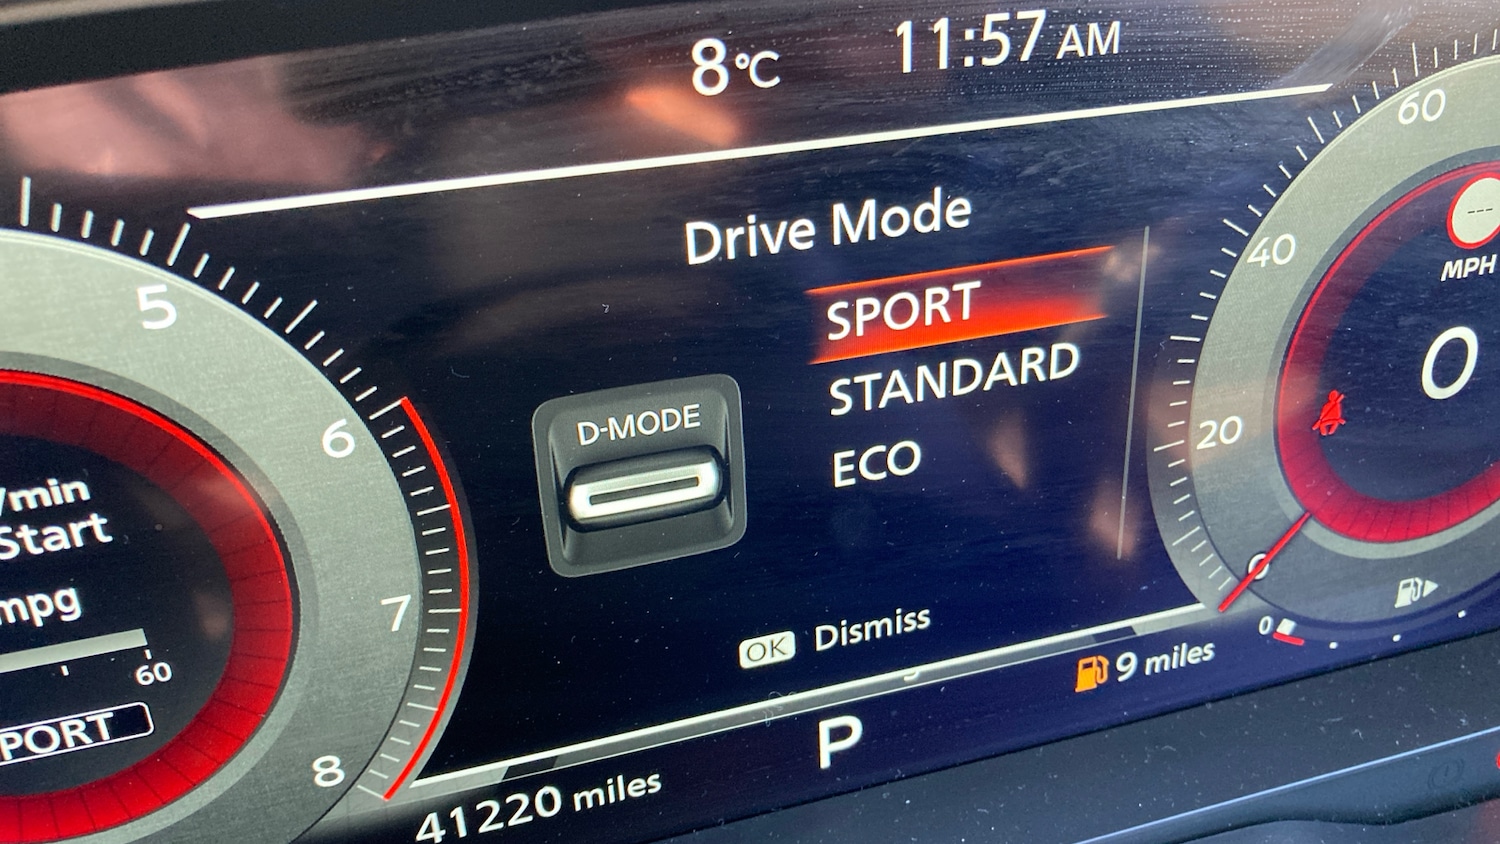 8°C 11:57 AM
Drive Mode
SPORT
STANDARD
ECO
D-MODE
OK Dismiss
5
6
7
8
/min
Start
mpg
60
PORT
60
40
20
0
---
MPH
0
0
9 miles
P
41220 miles